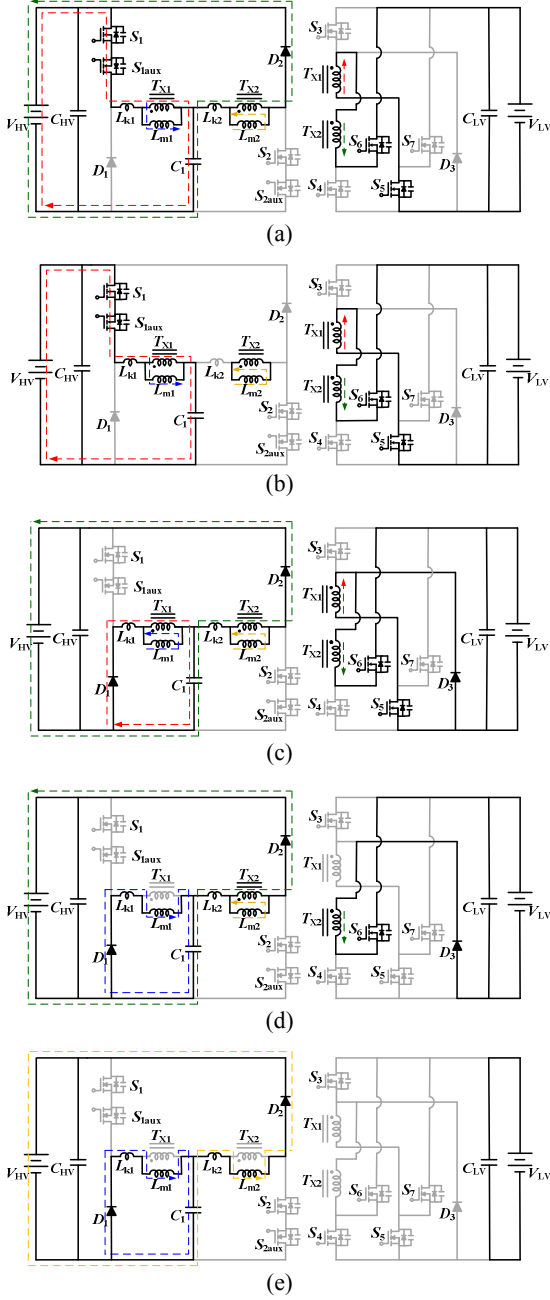 S1 S3
S1aux D2
TX1 TX2 TX1
VHV CHV Lk1 Lk2 CLV VLV
Lm1 Lm2 TX2
D1 C1 S2 S6 S7 D3
S2aux S4 S5
(a)
S1 S3
S1aux D2
TX1 TX2 TX1
VHV CHV Lk1 Lk2 CLV VLV
Lm1 Lm2 TX2
D1 C1 S2 S6 S7 D3
S2aux S4 S5
(b)
S1 S3
S1aux D2
TX1 TX2 TX1
VHV CHV Lk1 Lk2 CLV VLV
Lm1 Lm2 TX2
D1 C1 S2 S6 S7 D3
S2aux S4 S5
(c)
S1 S3
S1aux D2
TX1 TX2 TX1
VHV CHV Lk1 Lk2 CLV VLV
Lm1 Lm2 TX2
D1 C1 S2 S6 S7 D3
S2aux S4 S5
(d)
S1 S3
S1aux D2
TX1 TX2 TX1
VHV CHV Lk1 Lk2 CLV VLV
Lm1 Lm2 TX2
D1 C1 S2 S6 S7 D3
S2aux S4 S5
(e)